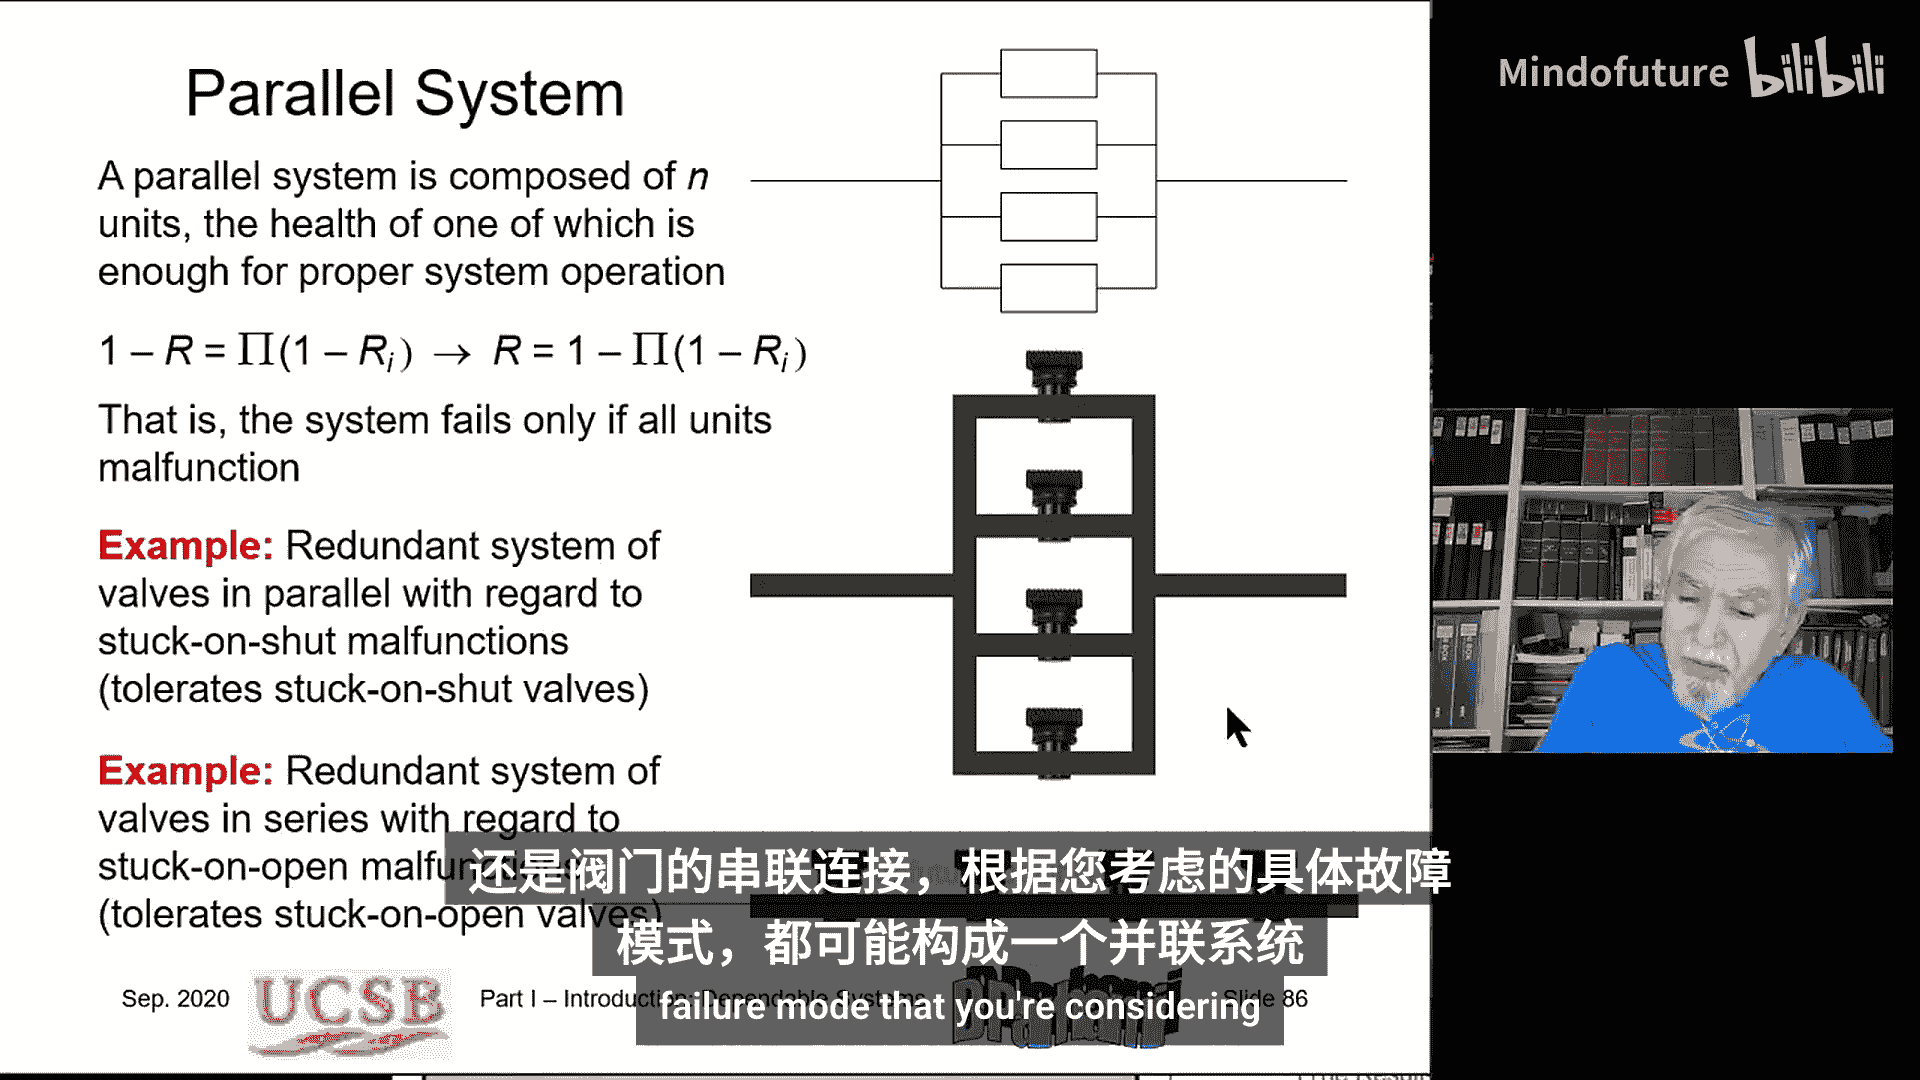 Parallel System
A parallel system is composed of n
units, the health of one of which is
enough for proper system operation
1 – R = ∏(1 – Rᵢ) → R = 1 – ∏(1 – Rᵢ)
That is, the system fails only if all units
malfunction
Example: Redundant system of
valves in parallel with regard to
stuck-on-shut malfunctions
(tolerates stuck-on-shut valves)
Example: Redundant system of
valves in series with regard to
stuck-on-open malfunctions
(tolerates stuck-on-open valves)
还是阀门的串联连接，根据您考虑的具体故障
模式，都可能构成一个并联系统
failure mode that you're considering
Sep. 2020
UCSB
Part I – Introduction: Dependable Systems
Slide 86
Mindofuture bilibili